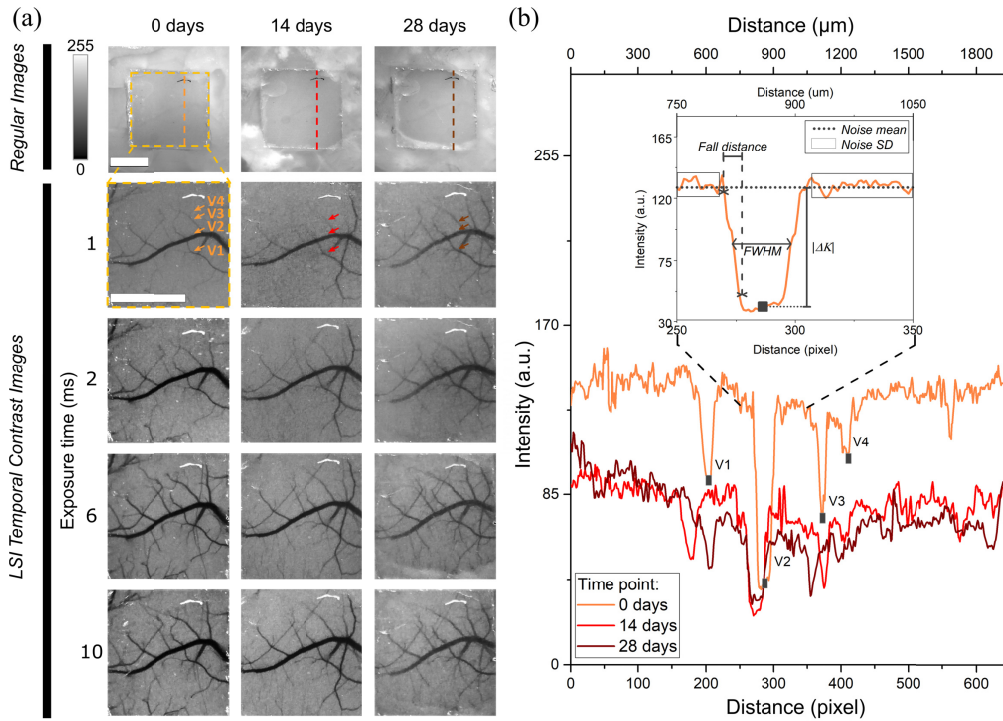 (a)
0 days 14 days 28 days
255
0
Regular Images
LSI Temporal Contrast Images
Exposure time (ms)
1
2
6
10
V4
V3
V2
V1
(b)
Distance (µm)
0 300 600 900 1200 1500 1800
Intensity (a.u.)
255
170
85
0
750 900 1050
Distance (um)
Noise mean
Noise SD
Fall distance
FWHM
|ΔK|
Intensity (a.u.)
165
120
75
30
250 300 350
Distance (pixel)
V1
V2
V3
V4
Time point:
0 days
14 days
28 days
0 100 200 300 400 500 600
Distance (pixel)